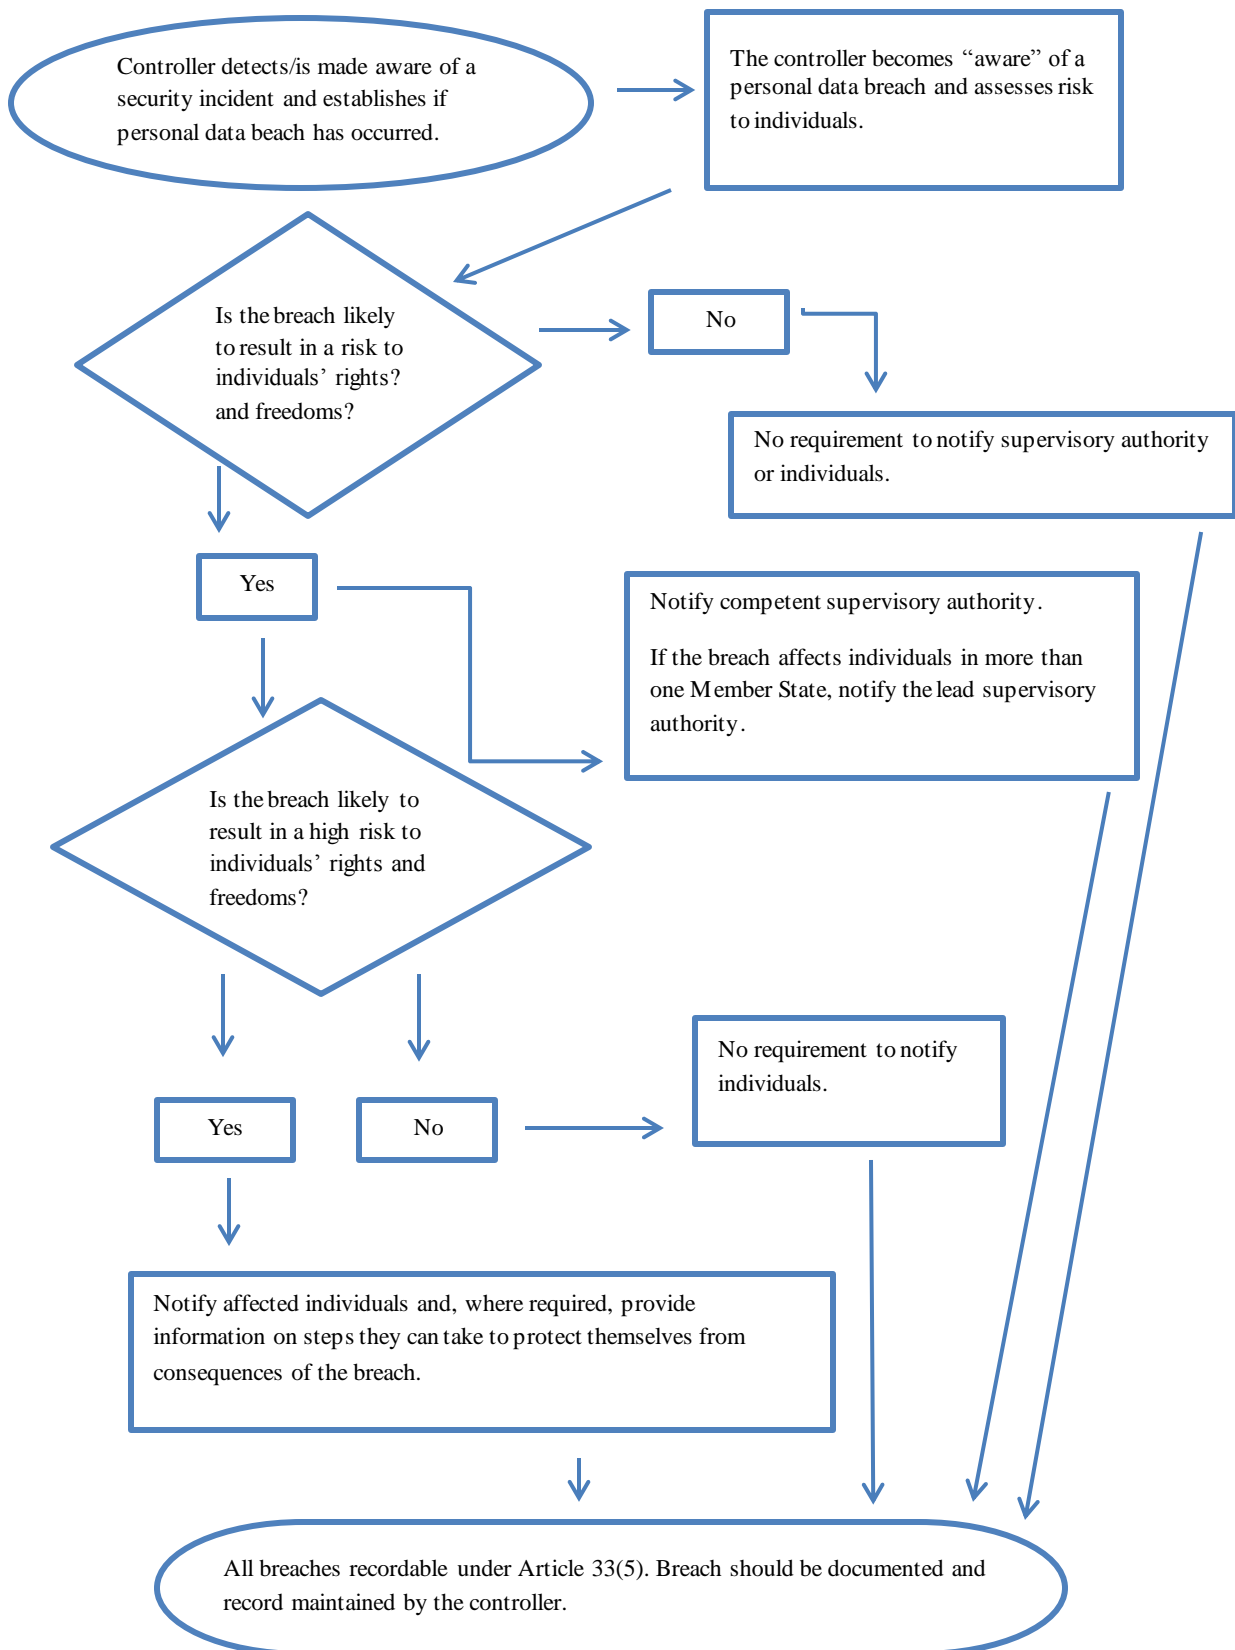 Controller detects/is made aware of a
security incident and establishes if
personal data beach has occurred.
The controller becomes “aware” of a
personal data breach and assesses risk
to individuals.
Is the breach likely
to result in a risk to
individuals’ rights?
and freedoms?
No
No requirement to notify supervisory authority
or individuals.
Yes
Notify competent supervisory authority.
If the breach affects individuals in more than
one Member State, notify the lead supervisory
authority.
Is the breach likely to
result in a high risk to
individuals’ rights and
freedoms?
No requirement to notify
individuals.
Yes
No
Notify affected individuals and, where required, provide
information on steps they can take to protect themselves from
consequences of the breach.
All breaches recordable under Article 33(5). Breach should be documented and
record maintained by the controller.